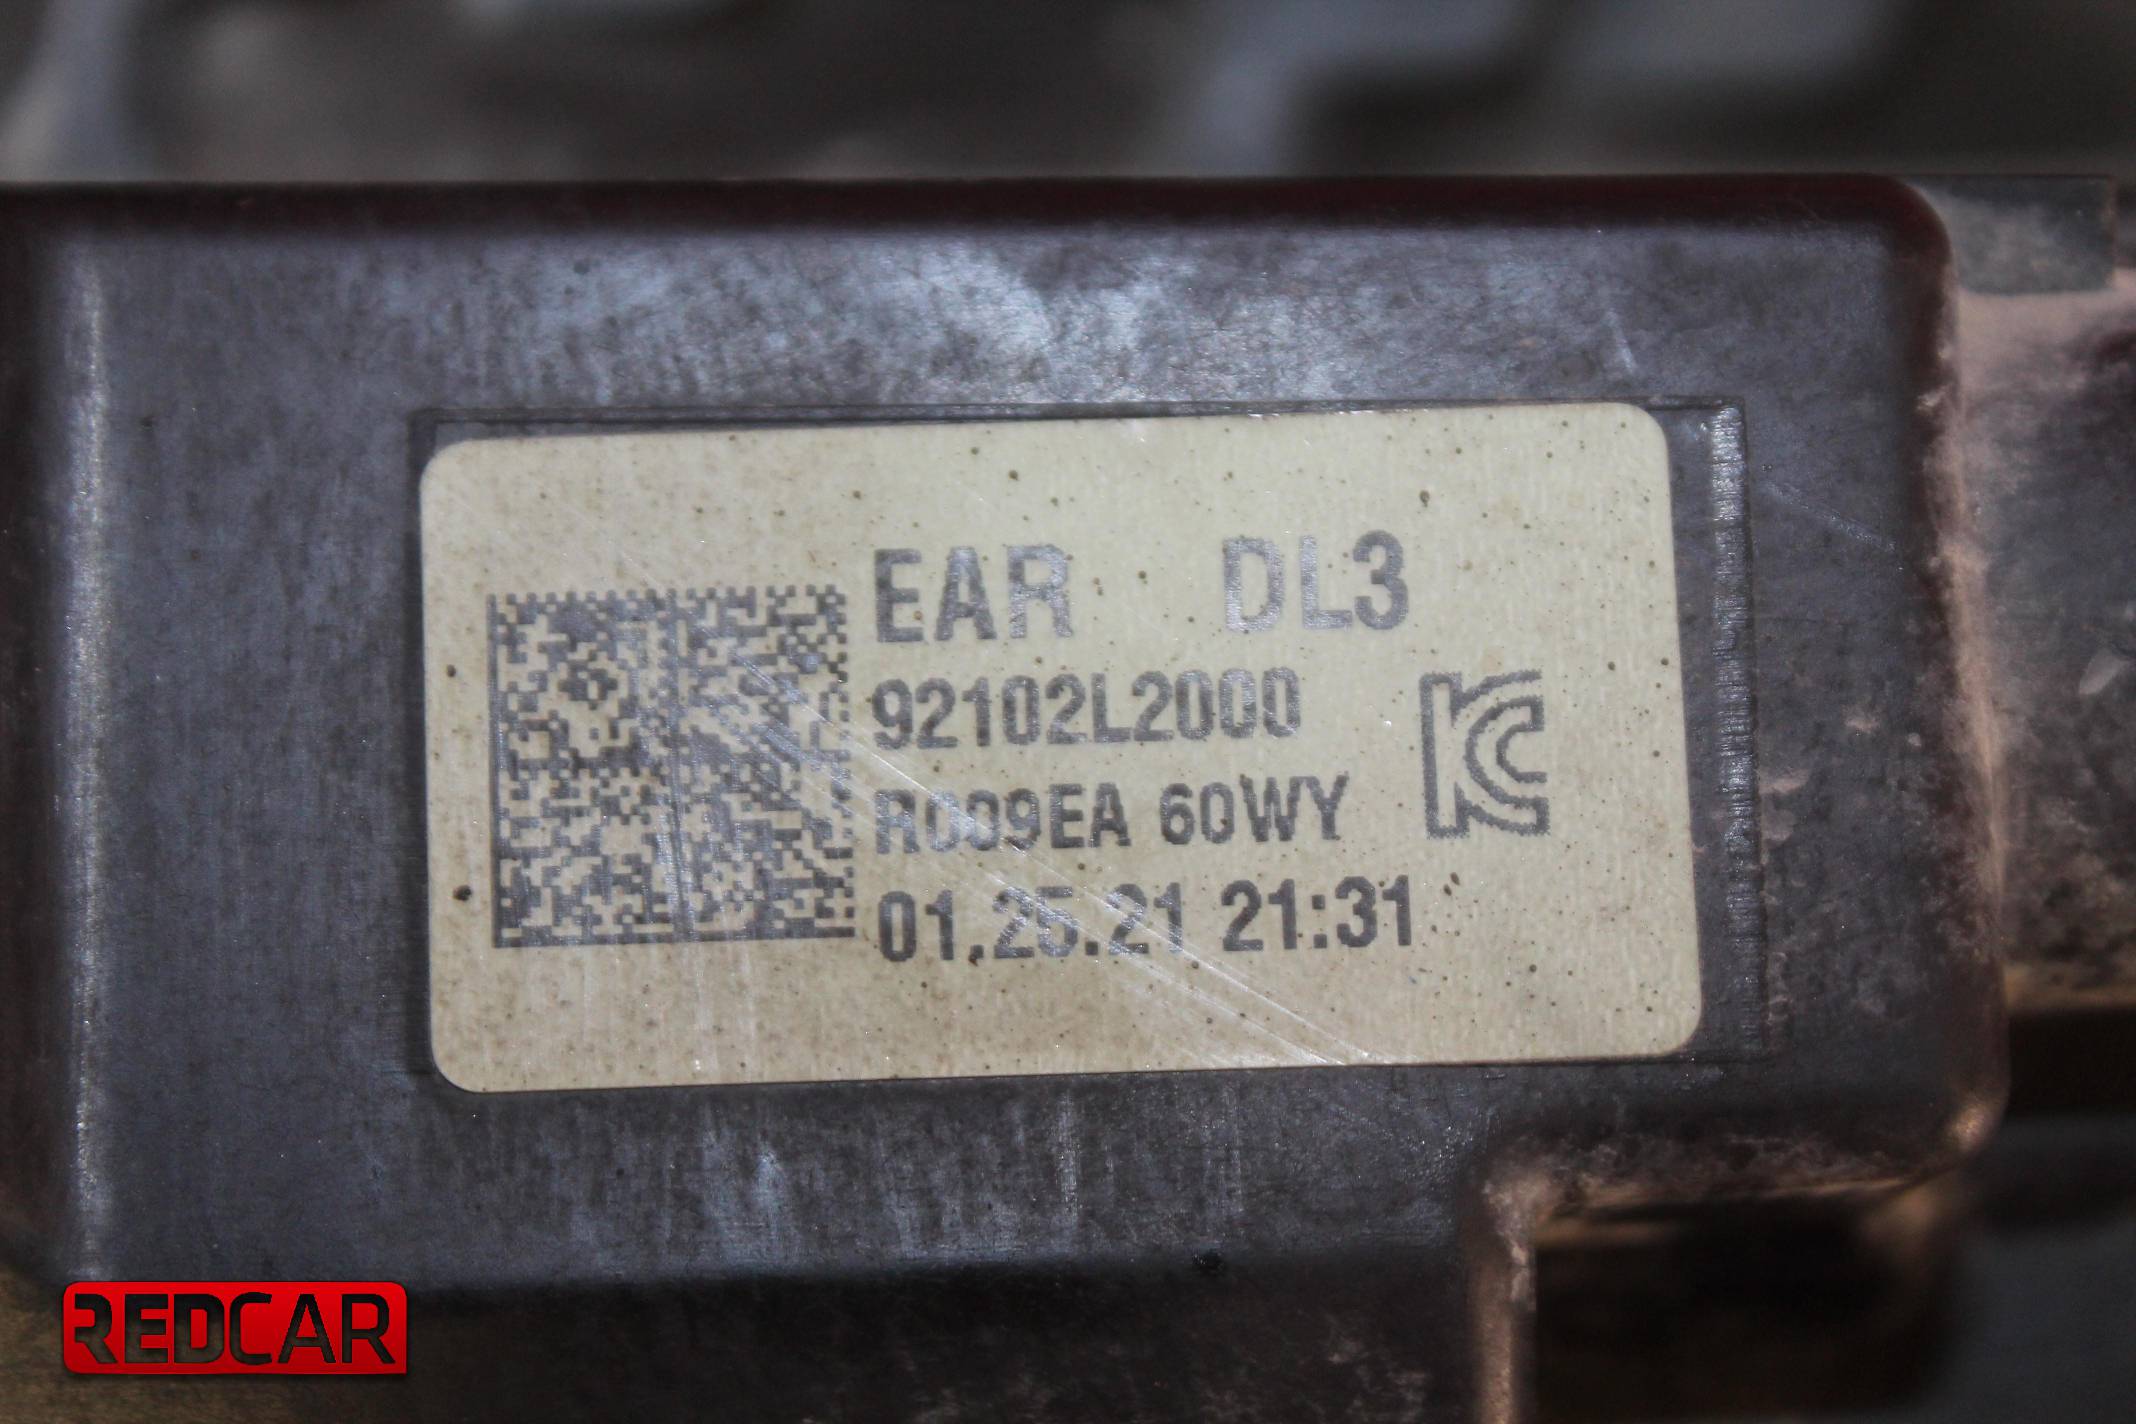 EAR DL3
92102L2000
R009EA 60WY
01.25.21 21:31
REDCAR